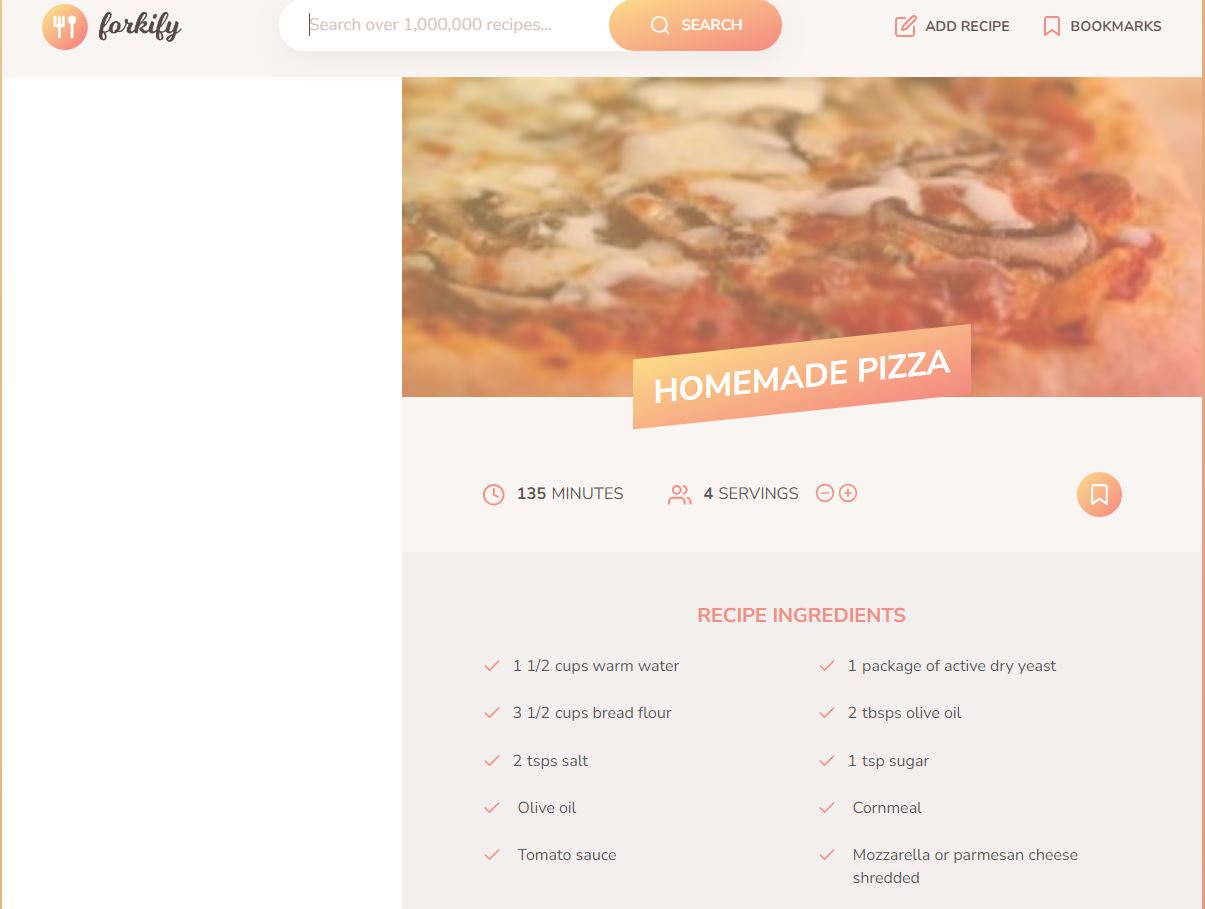 forkify
Search over 1,000,000 recipes...
SEARCH
ADD RECIPE
BOOKMARKS
HOMEMADE PIZZA
135 MINUTES
4 SERVINGS
RECIPE INGREDIENTS
1 1/2 cups warm water
1 package of active dry yeast
3 1/2 cups bread flour
2 tbsps olive oil
2 tsps salt
1 tsp sugar
Olive oil
Cornmeal
Tomato sauce
Mozzarella or parmesan cheese
shredded